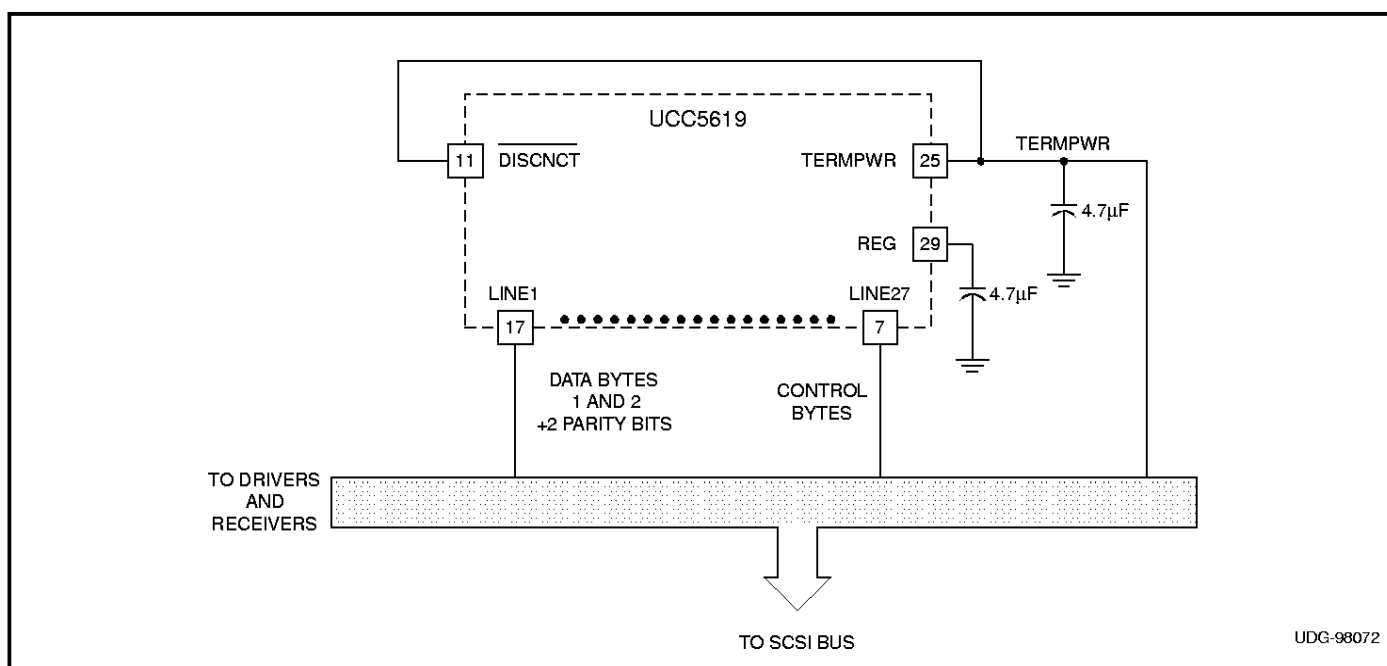 UCC5619
11
DISCNCT
TERMPWR
25
TERMPWR
4.7µF
REG
29
4.7µF
LINE1
LINE27
17
7
DATA BYTES
1 AND 2
+2 PARITY BITS
CONTROL
BYTES
TO DRIVERS
AND
RECEIVERS
TO SCSI BUS
UDG-98072